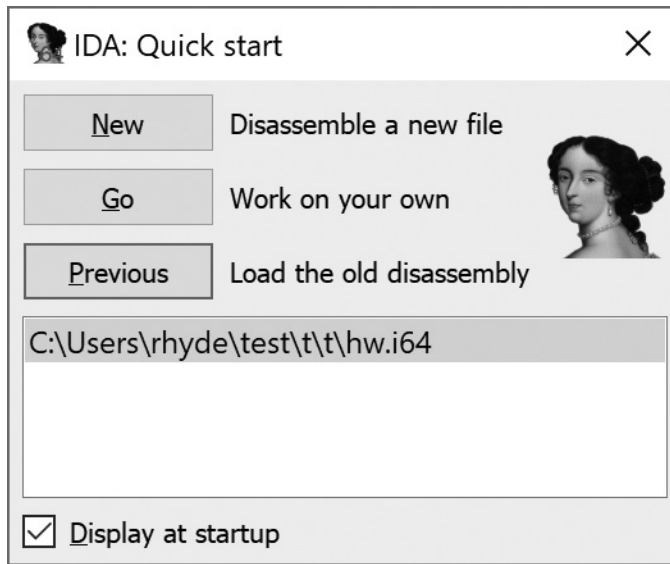 IDA: Quick start
New Disassemble a new file
Go Work on your own
Previous Load the old disassembly
C:\Users\rhyde\test\t\t\hw.i64
Display at startup